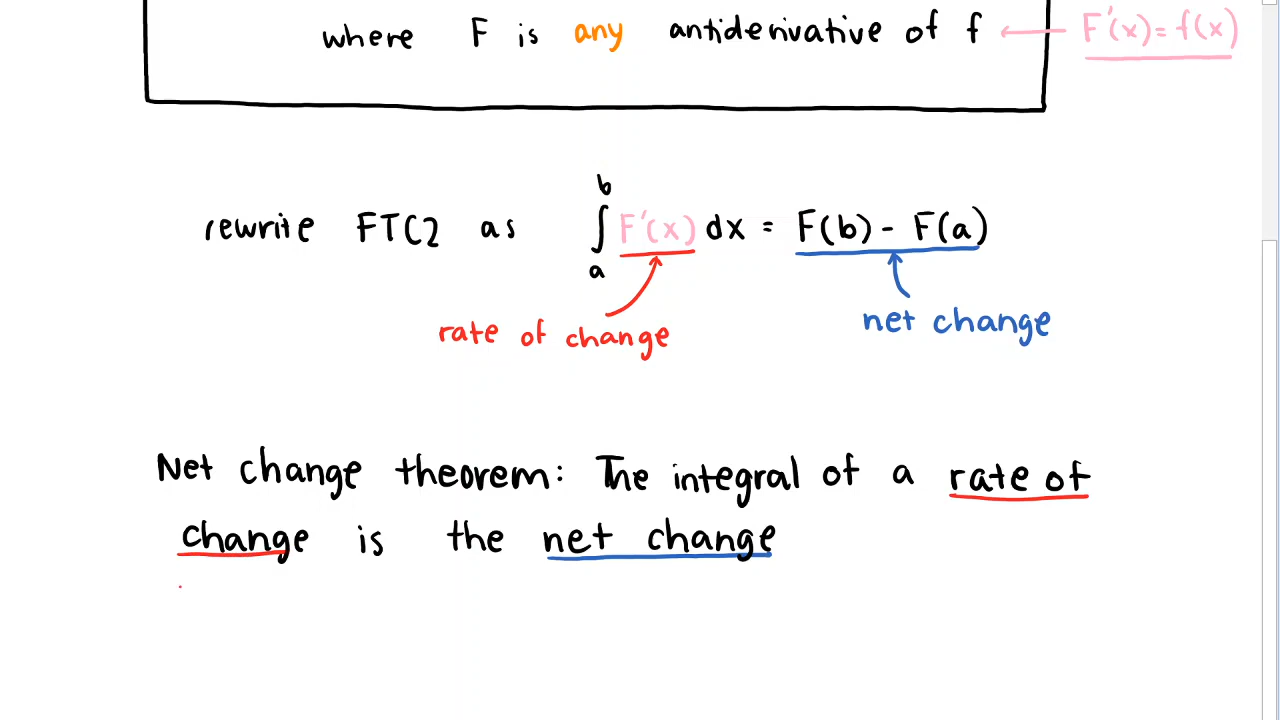 where F is any antiderivative of f ← F'(x) = f(x)
rewrite FTC2 as ∫_a^b F'(x) dx = F(b) - F(a)
rate of change
net change
Net change theorem: The integral of a rate of
change is the net change